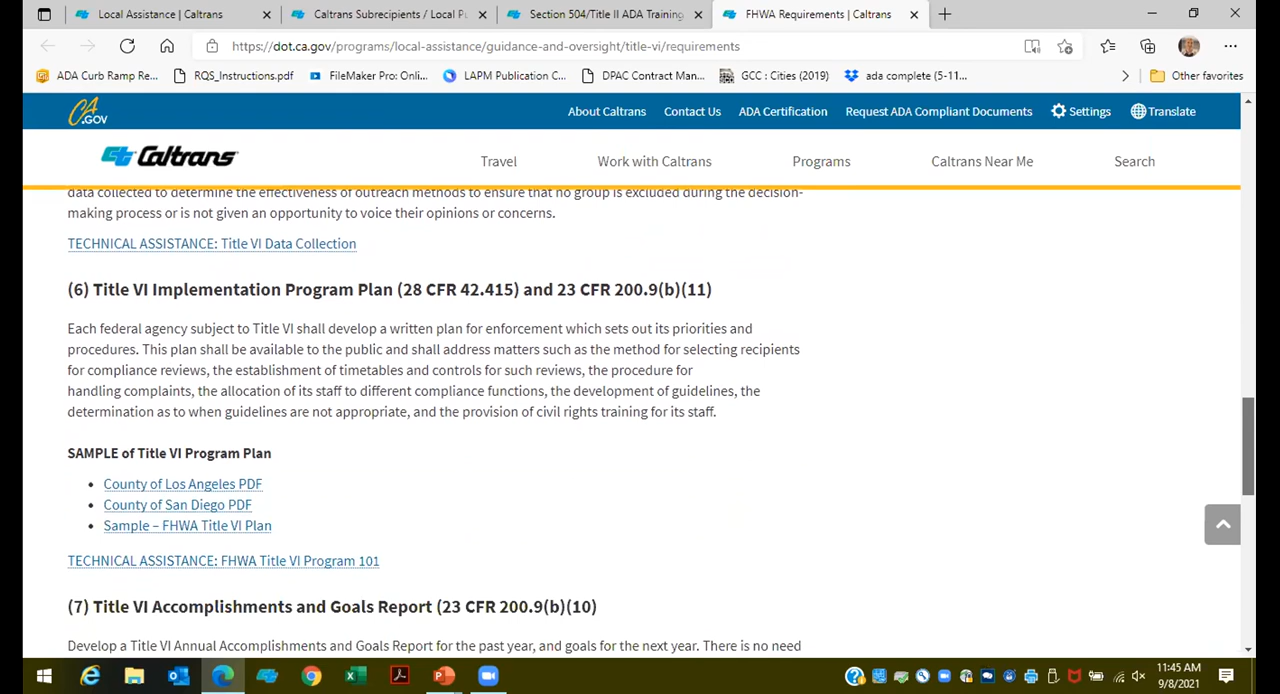 Local Assistance | Caltrans
Caltrans Subrecipients / Local Pu
Section 504/Title II ADA Training
FHWA Requirements | Caltrans
https://dot.ca.gov/programs/local-assistance/guidance-and-oversight/title-vi/requirements
ADA Curb Ramp Re...
RQS_Instructions.pdf
FileMaker Pro: Onli...
LAPM Publication C...
DPAC Contract Man...
GCC : Cities (2019)
ada complete (5-11...
Other favorites
CA.GOV
About Caltrans
Contact Us
ADA Certification
Request ADA Compliant Documents
Settings
Translate
Caltrans
Travel
Work with Caltrans
Programs
Caltrans Near Me
Search
data collected to determine the effectiveness of outreach methods to ensure that no group is excluded during the decision-
making process or is not given an opportunity to voice their opinions or concerns.
TECHNICAL ASSISTANCE: Title VI Data Collection
(6) Title VI Implementation Program Plan (28 CFR 42.415) and 23 CFR 200.9(b)(11)
Each federal agency subject to Title VI shall develop a written plan for enforcement which sets out its priorities and
procedures. This plan shall be available to the public and shall address matters such as the method for selecting recipients
for compliance reviews, the establishment of timetables and controls for such reviews, the procedure for
handling complaints, the allocation of its staff to different compliance functions, the development of guidelines, the
determination as to when guidelines are not appropriate, and the provision of civil rights training for its staff.
SAMPLE of Title VI Program Plan
• County of Los Angeles PDF
• County of San Diego PDF
• Sample – FHWA Title VI Plan
TECHNICAL ASSISTANCE: FHWA Title VI Program 101
(7) Title VI Accomplishments and Goals Report (23 CFR 200.9(b)(10)
Develop a Title VI Annual Accomplishments and Goals Report for the past year, and goals for the next year. There is no need
11:45 AM
9/8/2021